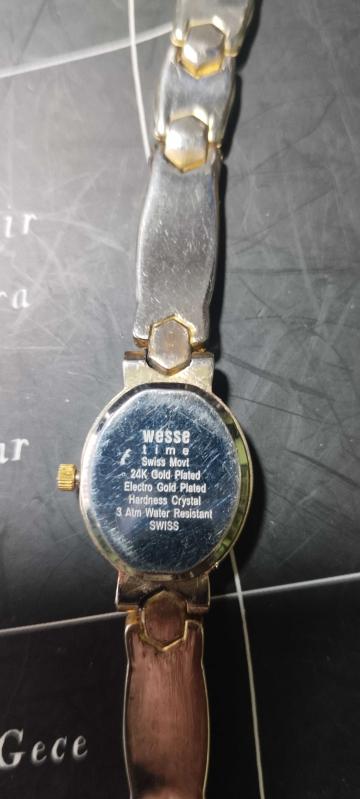 ir
ra
ar
wesse
time
Swiss Movt
24K Gold Plated
Electro Gold Plated
Hardness Crystal
3 Atm Water Resistant
SWISS
Gece